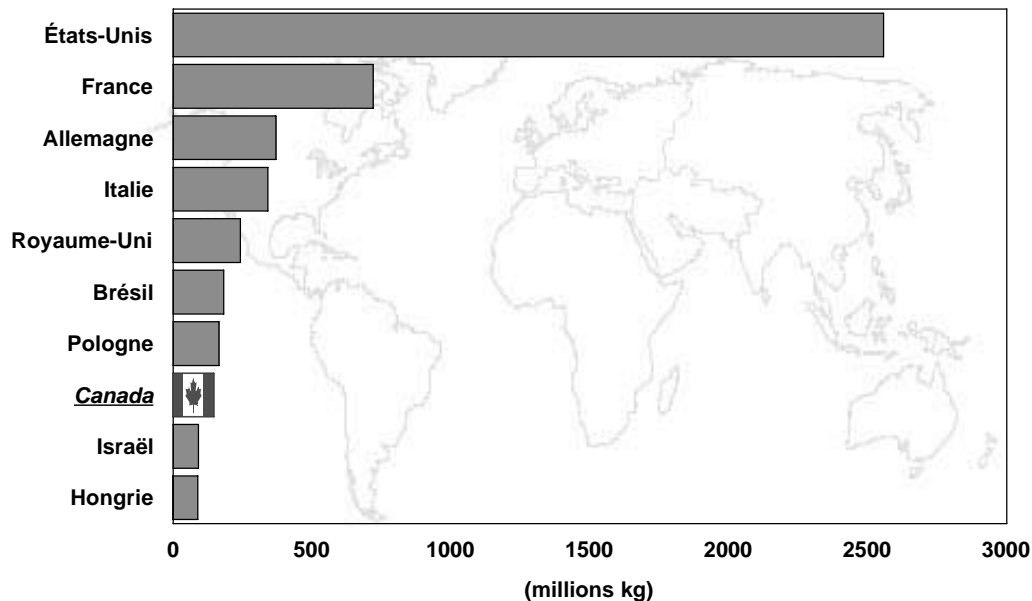 États-Unis
France
Allemagne
Italie
Royaume-Uni
Brésil
Pologne
Canada
Israël
Hongrie
0 500 1000 1500 2000 2500 3000
(millions kg)